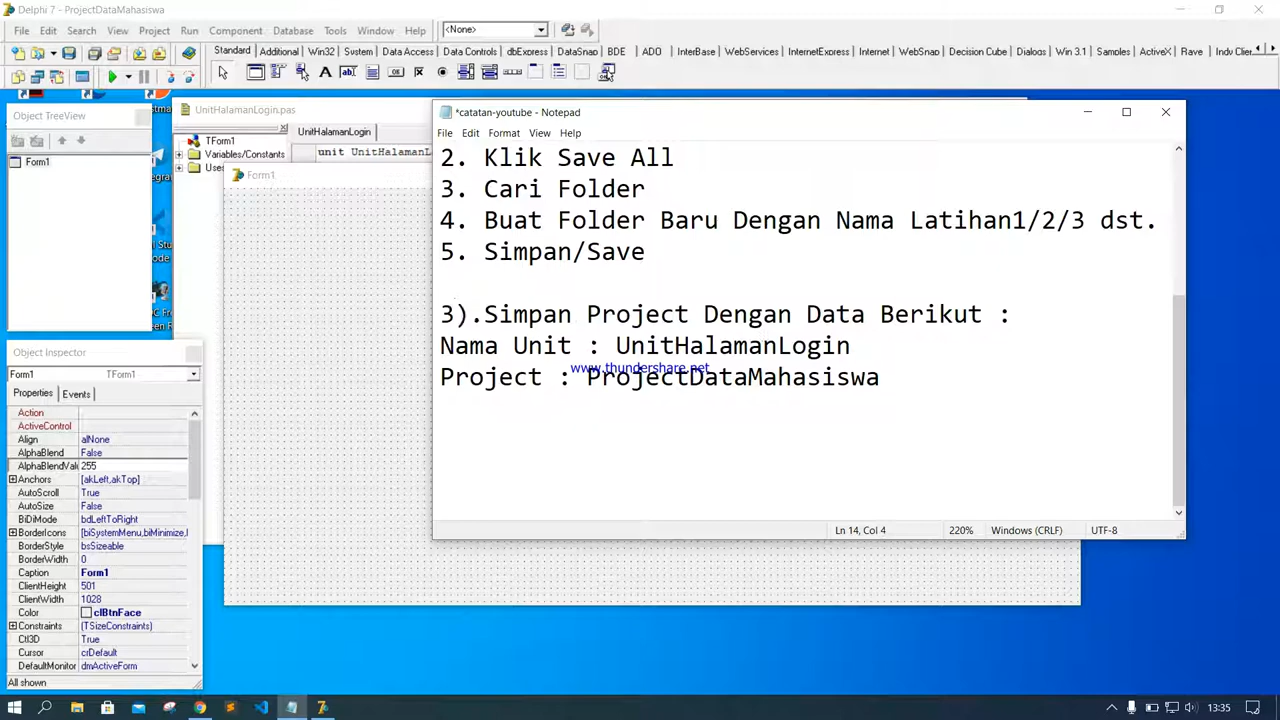 Delphi 7 - ProjectDataMahasiswa
File Edit Search View Project Run Component Database Tools Window Help <None>
Standard Additional Win32 System Data Access Data Controls dbExpress DataSnap BDE ADO InterBase WebServices InternetExpress Internet WebSnap Decision Cube Dialogs Win 3.1 Samples ActiveX Rave Indy Clie
Object TreeView
Form1
UnitHalamanLogin.pas
TForm1
Variables/Constants
Uses
UnitHalamanLogin
unit UnitHalamanL
Form1
*catatan-youtube - Notepad
File Edit Format View Help
2. Klik Save All
3. Cari Folder
4. Buat Folder Baru Dengan Nama Latihan1/2/3 dst.
5. Simpan/Save
3).Simpan Project Dengan Data Berikut :
Nama Unit : UnitHalamanLogin
www.thundershare.net
Project : ProjectDataMahasiswa
Ln 14, Col 4 220% Windows (CRLF) UTF-8
Object Inspector
Form1 TForm1
Properties Events
Action
ActiveControl
Align alNone
AlphaBlend False
AlphaBlendValu 255
Anchors [akLeft,akTop]
AutoScroll True
AutoSize False
BiDiMode bdLeftToRight
BorderIcons [biSystemMenu,biMinimize,
BorderStyle bsSizeable
BorderWidth 0
Caption Form1
ClientHeight 501
ClientWidth 1028
Color clBtnFace
Constraints (TSizeConstraints)
Ctl3D True
Cursor crDefault
DefaultMonitor dmActiveForm
All shown
13:35